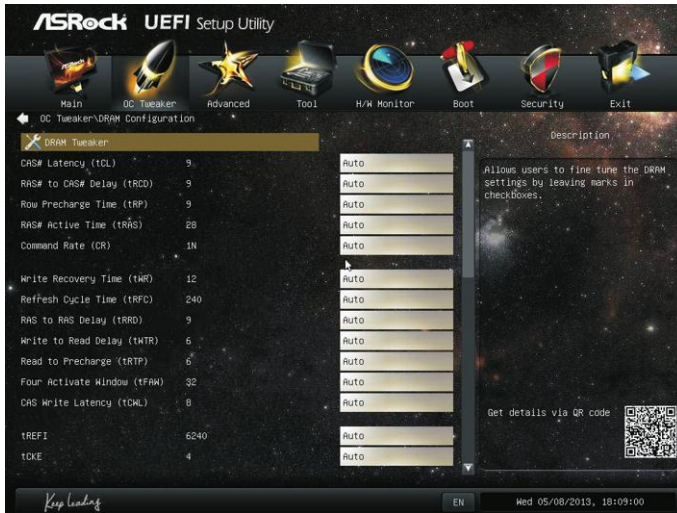 ASRock UEFI Setup Utility
Main OC Tweaker Advanced Tool H/W Monitor Boot Security Exit
OC Tweaker\DRAM Configuration
DRAM Tweaker
CAS# Latency (tCL) 9 Auto
RAS# to CAS# Delay (tRCD) 9 Auto
Row Precharge Time (tRP) 9 Auto
RAS# Active Time (tRAS) 28 Auto
Command Rate (CR) 1N Auto
Write Recovery Time (tWR) 12 Auto
Refresh Cycle Time (tRFC) 240 Auto
RAS to RAS Delay (tRRD) 9 Auto
Write to Read Delay (tWTR) 6 Auto
Read to Precharge (tRTP) 6 Auto
Four Activate Window (tFAW) 32 Auto
CAS Write Latency (tCWL) 8 Auto
tREFI 6240 Auto
tCKE 4 Auto
Description
Allows users to fine tune the DRAM
settings by leaving marks in
checkboxes.
Get details via QR code
Keep Leading
EN
Wed 05/08/2013, 18:09:00